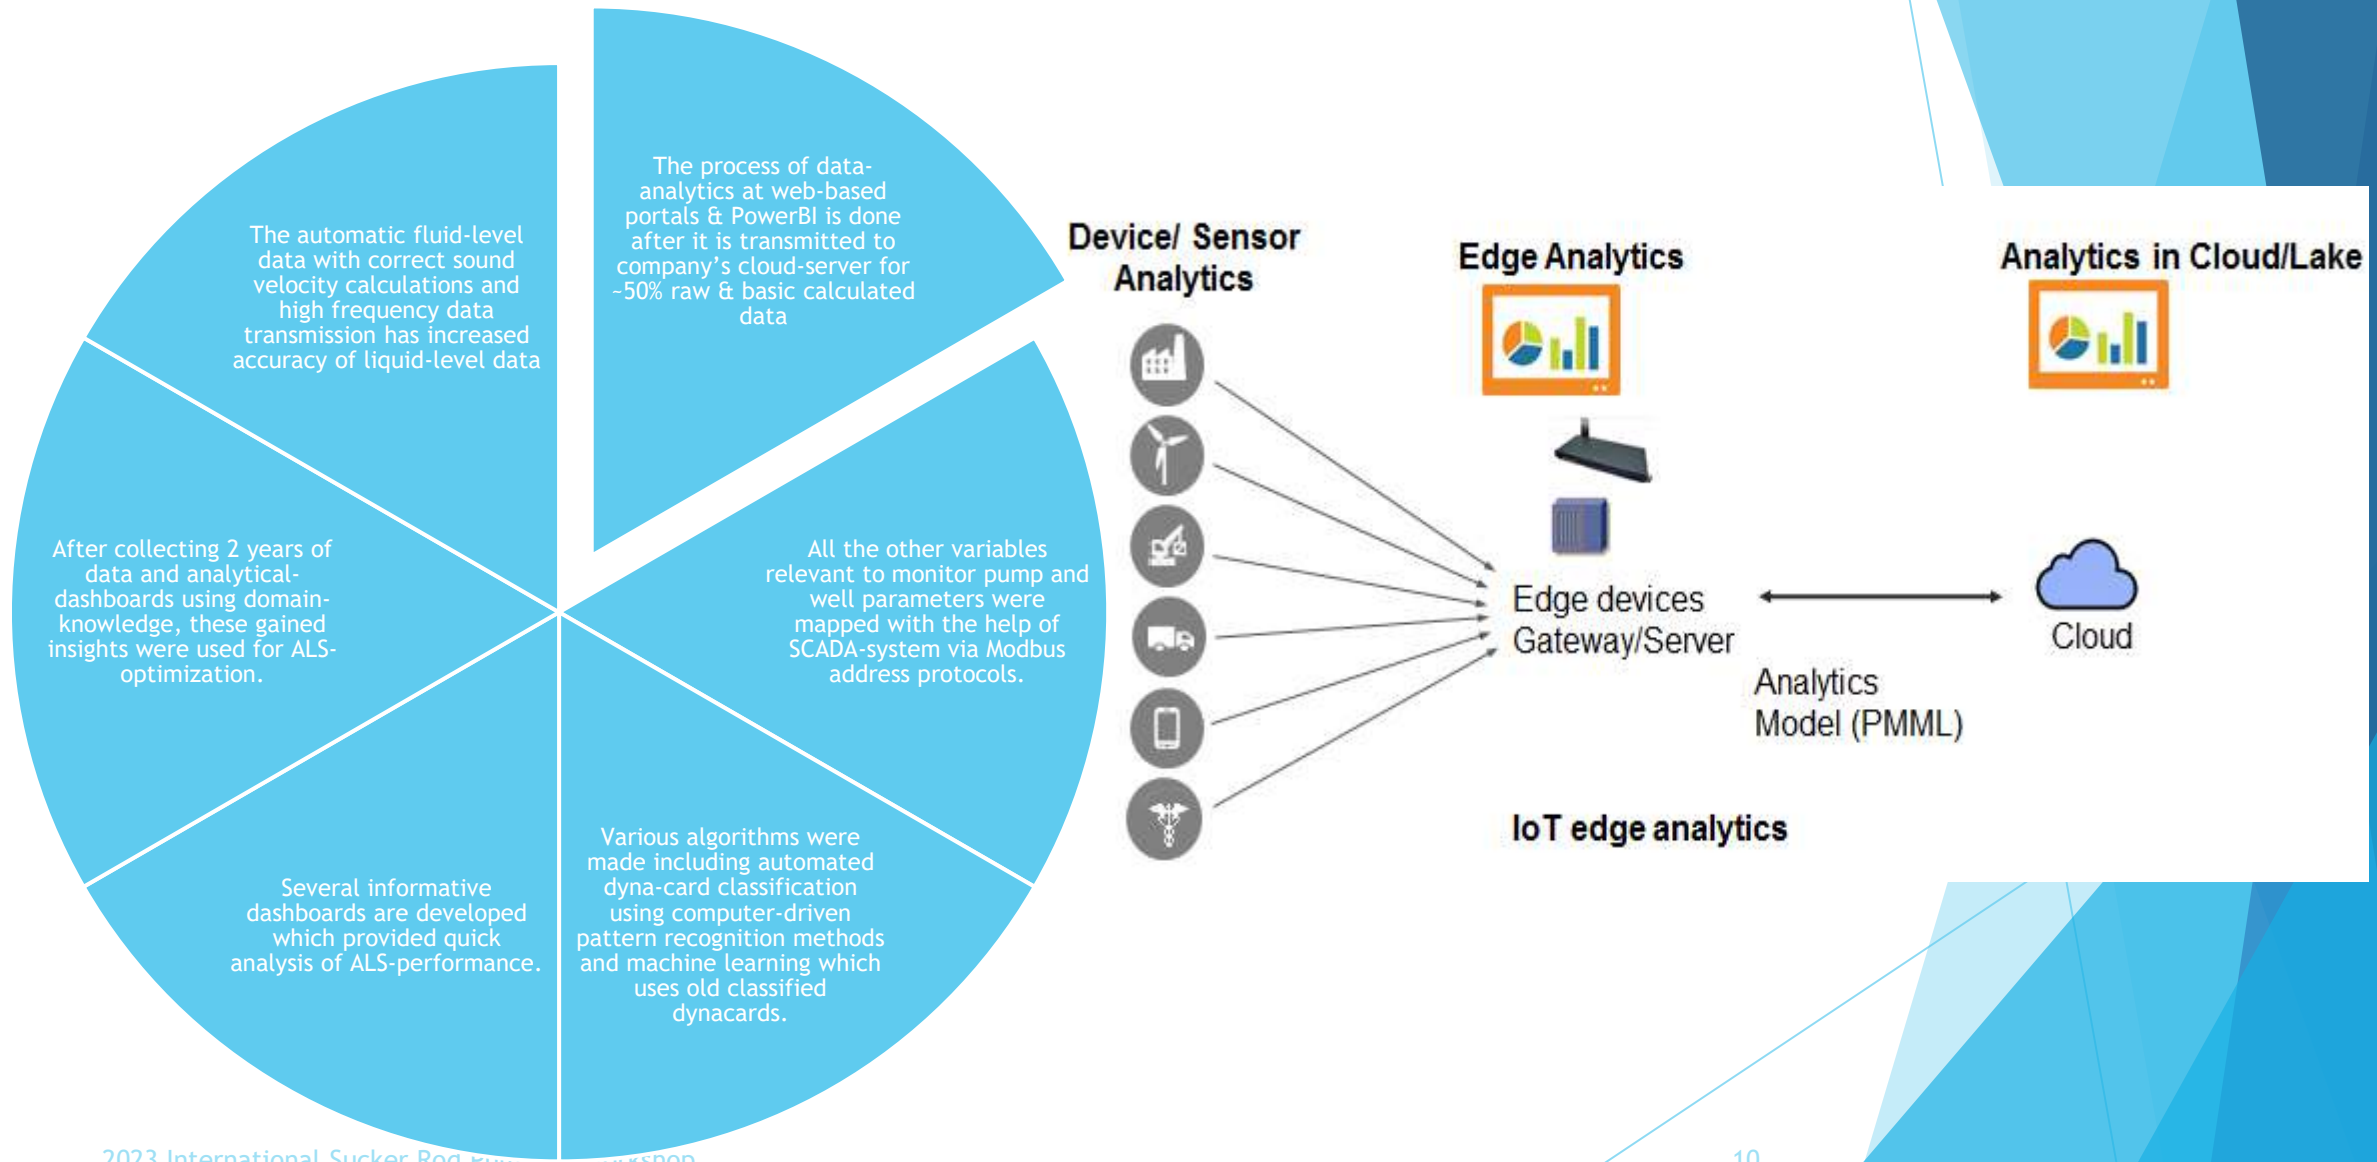 The process of data-
analytics at web-based
portals & PowerBI is done
after it is transmitted to
company’s cloud-server for
~50% raw & basic calculated
data
All the other variables
relevant to monitor pump and
well parameters were
mapped with the help of
SCADA-system via Modbus
address protocols.
Various algorithms were
made including automated
dyna-card classification
using computer-driven
pattern recognition methods
and machine learning which
uses old classified
dynacards.
Several informative
dashboards are developed
which provided quick
analysis of ALS-performance.
After collecting 2 years of
data and analytical-
dashboards using domain-
knowledge, these gained
insights were used for ALS-
optimization.
The automatic fluid-level
data with correct sound
velocity calculations and
high frequency data
transmission has increased
accuracy of liquid-level data
Device/ Sensor
Analytics
Edge Analytics
Analytics in Cloud/Lake
Edge devices
Gateway/Server
Cloud
Analytics
Model (PMML)
IoT edge analytics
2023 International Sucker Rod
10